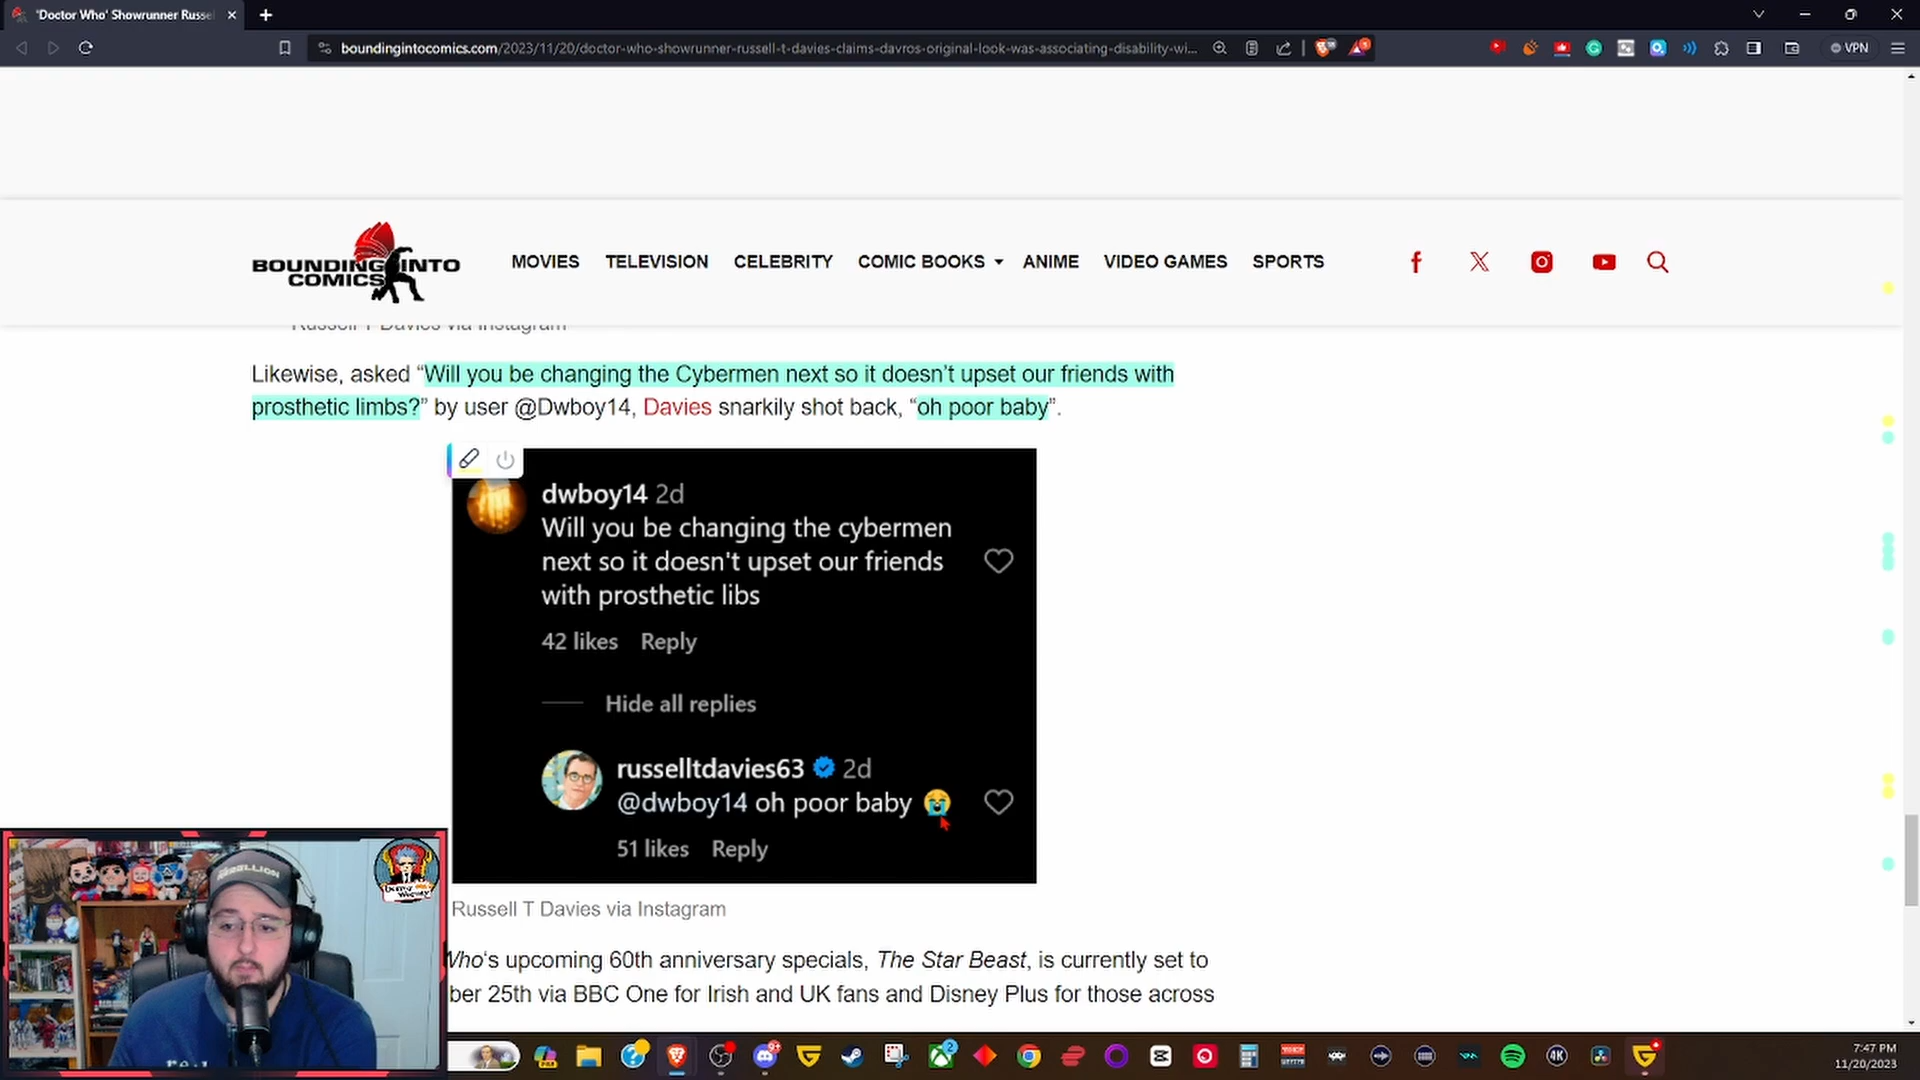 'Doctor Who' Showrunner Russel
boundingintocomics.com/2023/11/20/doctor-who-showrunner-russell-t-davies-claims-davros-original-look-was-associating-disability-wi...
VPN
BOUNDING INTO
COMICS
MOVIES TELEVISION CELEBRITY COMIC BOOKS ANIME VIDEO GAMES SPORTS
Russell T Davies via Instagram
Likewise, asked “Will you be changing the Cybermen next so it doesn’t upset our friends with
prosthetic limbs?” by user @Dwboy14, Davies snarkily shot back, “oh poor baby”.
dwboy14 2d
Will you be changing the cybermen
next so it doesn't upset our friends
with prosthetic libs
42 likes Reply
Hide all replies
russelltdavies63 2d
@dwboy14 oh poor baby 😭
51 likes Reply
Russell T Davies via Instagram
Who‘s upcoming 60th anniversary specials, The Star Beast, is currently set to
ber 25th via BBC One for Irish and UK fans and Disney Plus for those across
REBELLION
7:47 PM
11/20/2023